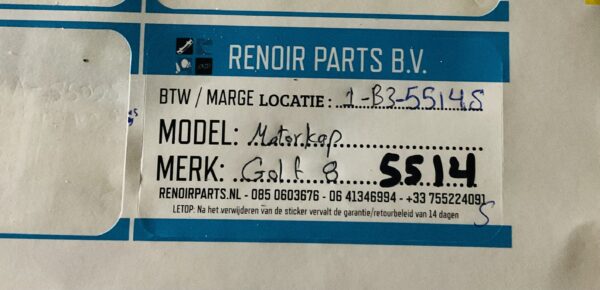 RENOIR PARTS B.V.
BTW / MARGE LOCATIE: 1-B3-5514S
MODEL: Motorkap
MERK: Golf 8 5514
RENOIRPARTS.NL - 085 0603676 - 06 41346994 - +33 755224091
LETOP: Na het verwijderen van de sticker vervalt de garantie/retourbeleid van 14 dagen
S